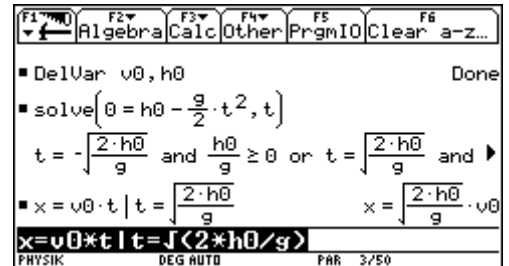 F1 F2 Algebra F3 Calc F4 Other F5 PrgmIO F6 Clear a-z…
▪ DelVar v0,h0 Done
▪ solve(0 = h0 - g/2 · t², t)
t = -√(2·h0/g) and h0/g ≥ 0 or t = √(2·h0/g) and ▶
▪ x = v0·t | t = √(2·h0/g) x = √(2·h0/g) · v0
x=v0*t|t=√(2*h0/g)
PHYSIK DEG AUTO PAR 3/50